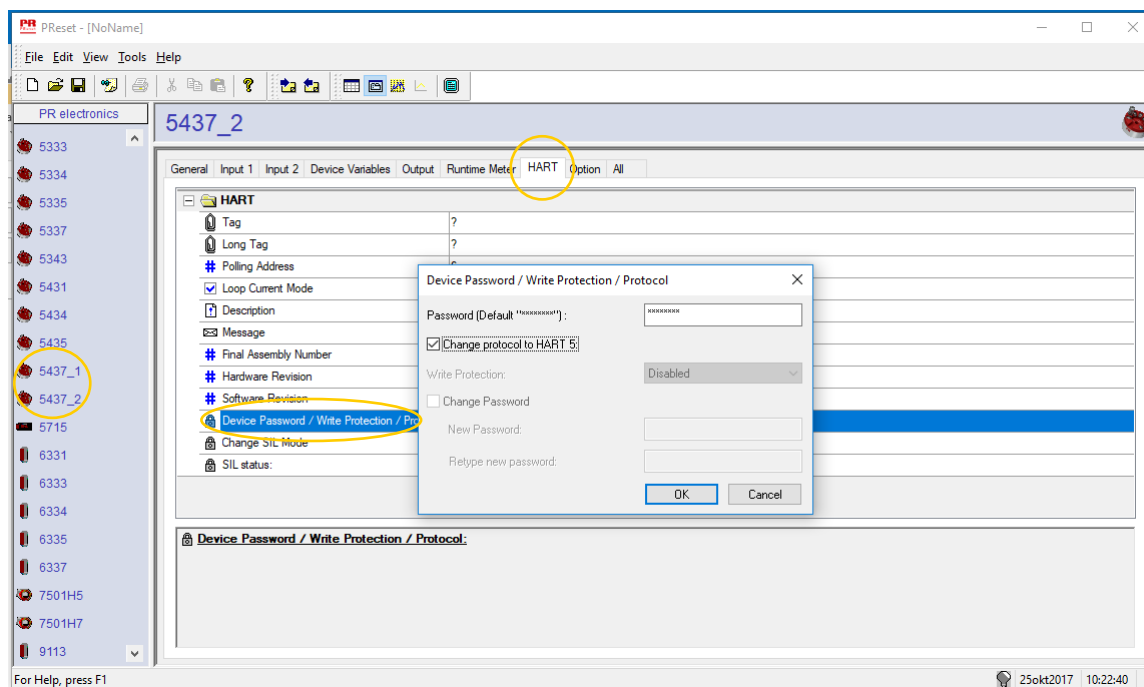 PR PReset - [NoName]
File Edit View Tools Help
PR electronics
5333
5334
5335
5337
5343
5431
5434
5435
5437_1
5437_2
5715
6331
6333
6334
6335
6337
7501H5
7501H7
9113
5437_2
General Input 1 Input 2 Device Variables Output Runtime Meter HART Option All
HART
Tag ?
Long Tag ?
Polling Address
Loop Current Mode
Description
Message
Final Assembly Number
Hardware Revision
Software Revision
Device Password / Write Protection / Pro
Change SIL Mode
SIL status:
Device Password / Write Protection / Protocol
Password (Default "********") : ********
Change protocol to HART 5:
Write Protection: Disabled
Change Password
New Password:
Retype new password:
OK Cancel
Device Password / Write Protection / Protocol:
For Help, press F1 25okt2017 10:22:40